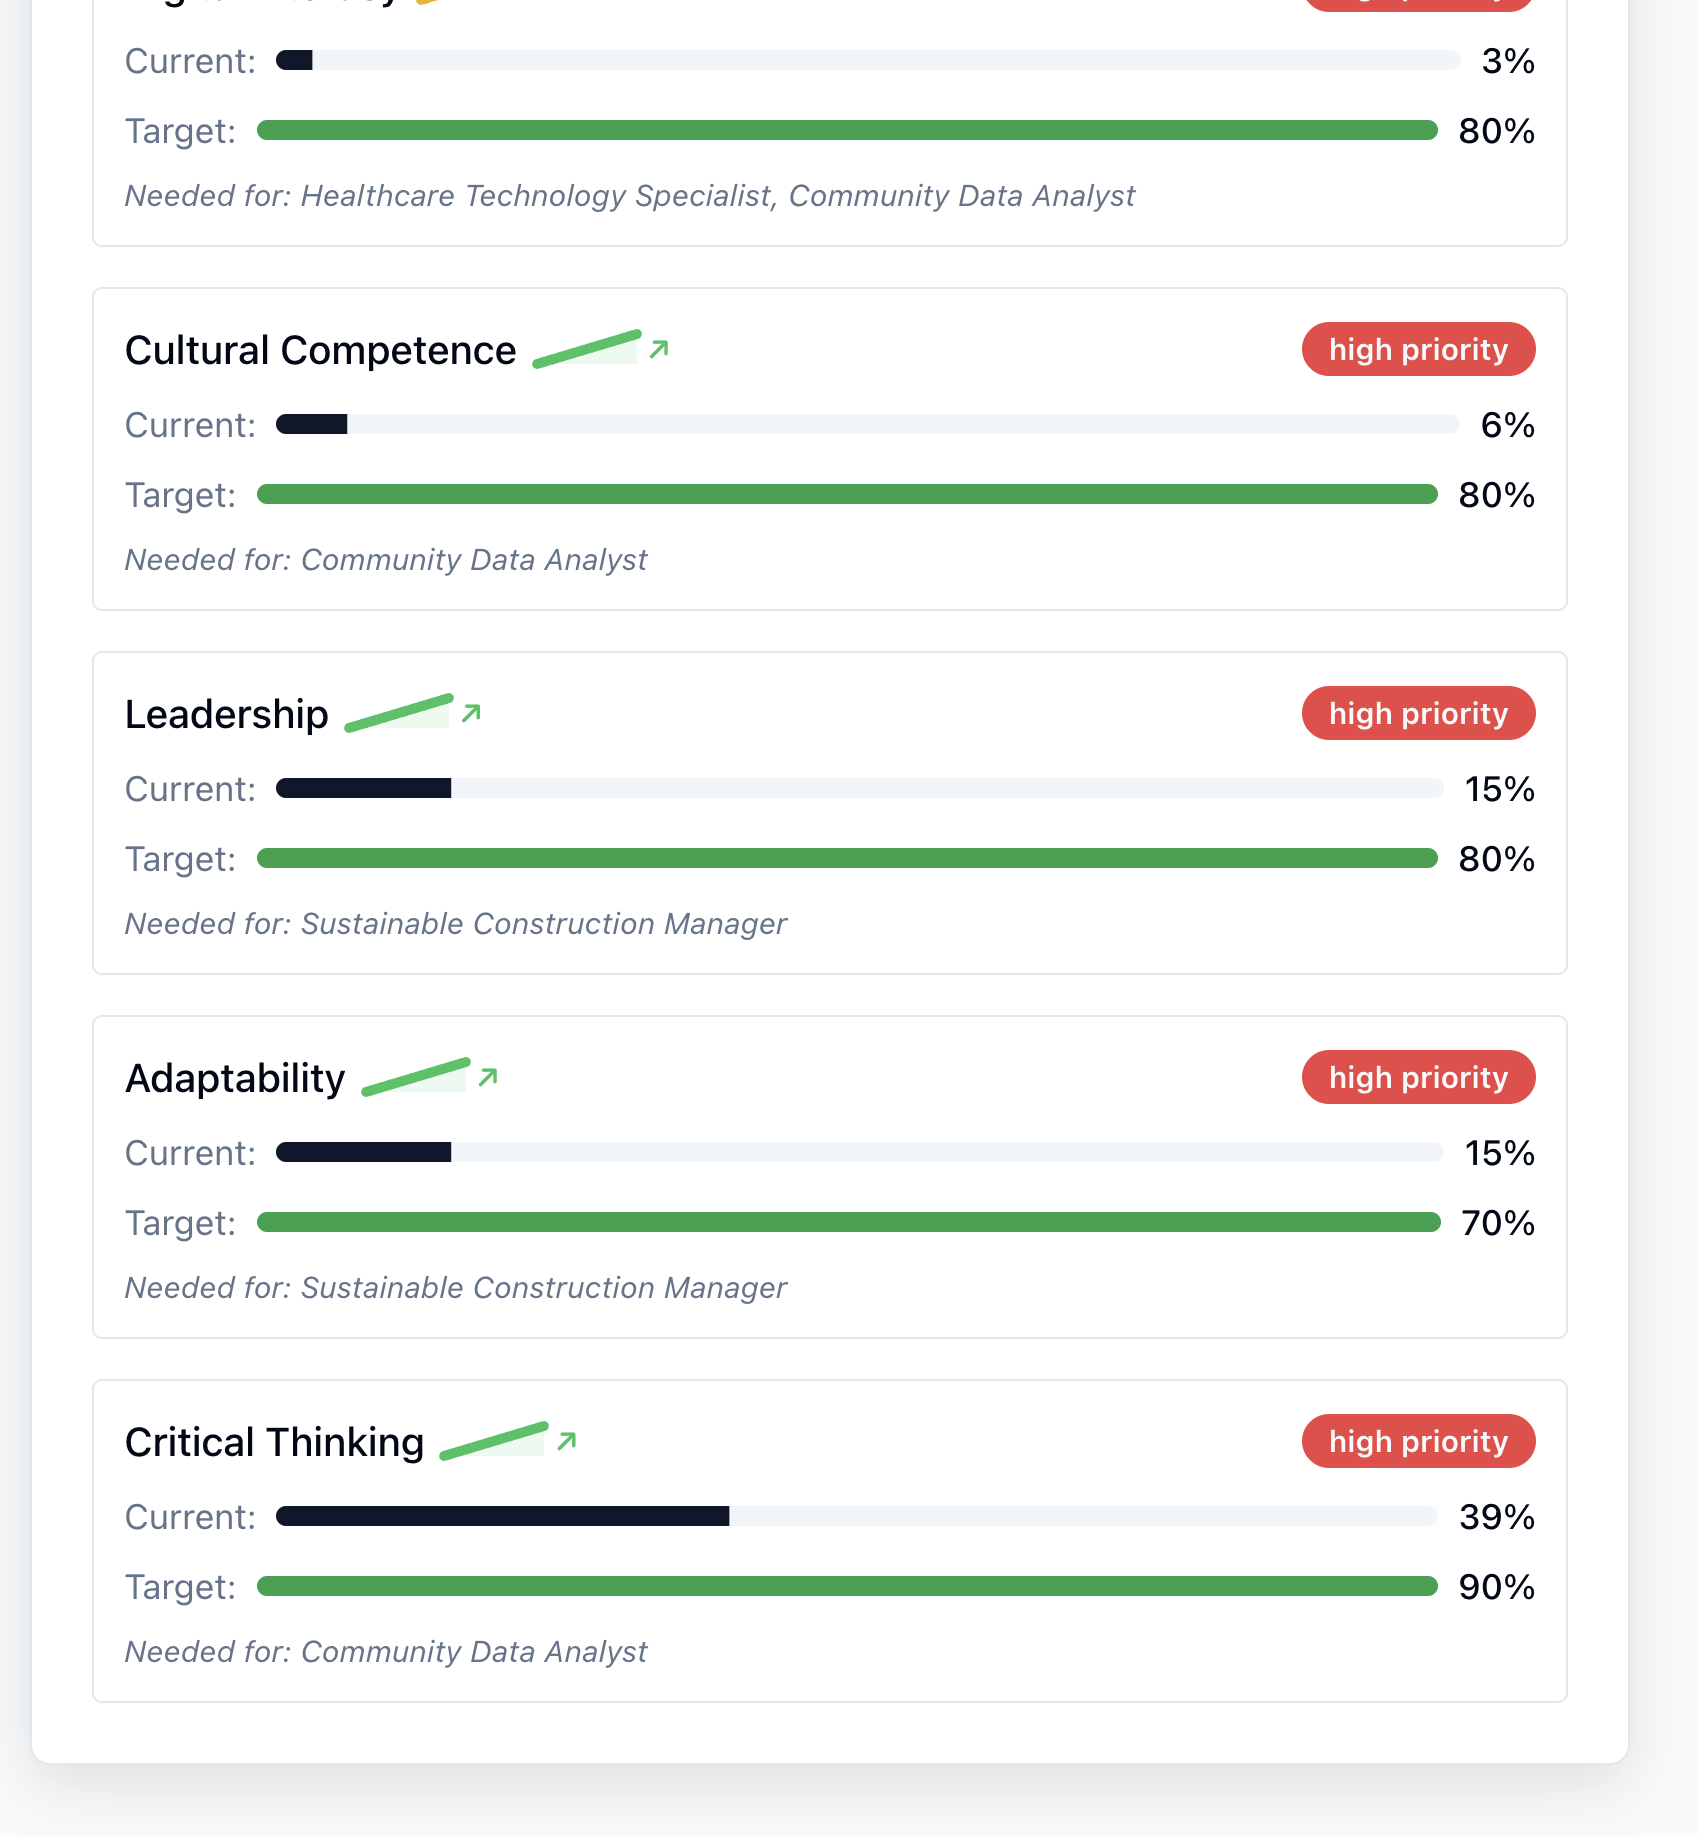 Current: 3%
Target: 80%
Needed for: Healthcare Technology Specialist, Community Data Analyst
Cultural Competence high priority
Current: 6%
Target: 80%
Needed for: Community Data Analyst
Leadership high priority
Current: 15%
Target: 80%
Needed for: Sustainable Construction Manager
Adaptability high priority
Current: 15%
Target: 70%
Needed for: Sustainable Construction Manager
Critical Thinking high priority
Current: 39%
Target: 90%
Needed for: Community Data Analyst